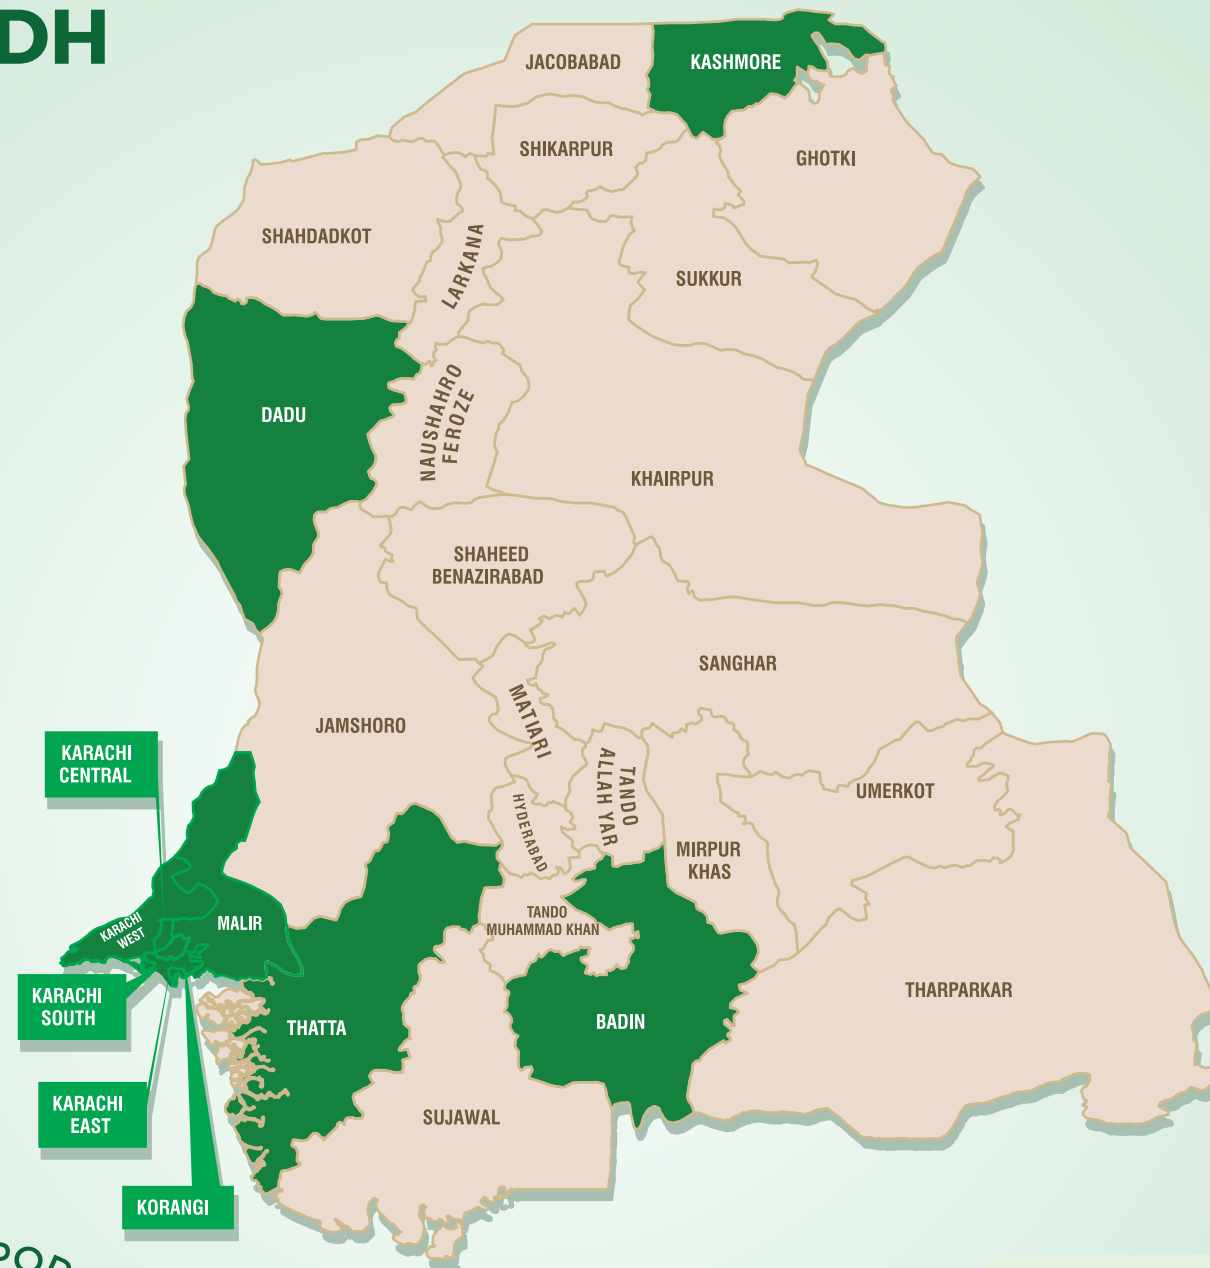 DH
JACOBABAD
KASHMORE
SHIKARPUR
GHOTKI
SHAHDADKOT
LARKANA
SUKKUR
DADU
NAUSHAHRO
FEROZE
KHAIRPUR
SHAHEED
BENAZIRABAD
SANGHAR
MATIARI
JAMSHORO
KARACHI
CENTRAL
TANDO
ALLAH YAR
UMERKOT
HYDERABAD
MIRPUR
KHAS
KARACHI
WEST
MALIR
TANDO
MUHAMMAD KHAN
KARACHI
SOUTH
THATTA
BADIN
THARPARKAR
KARACHI
EAST
SUJAWAL
KORANGI